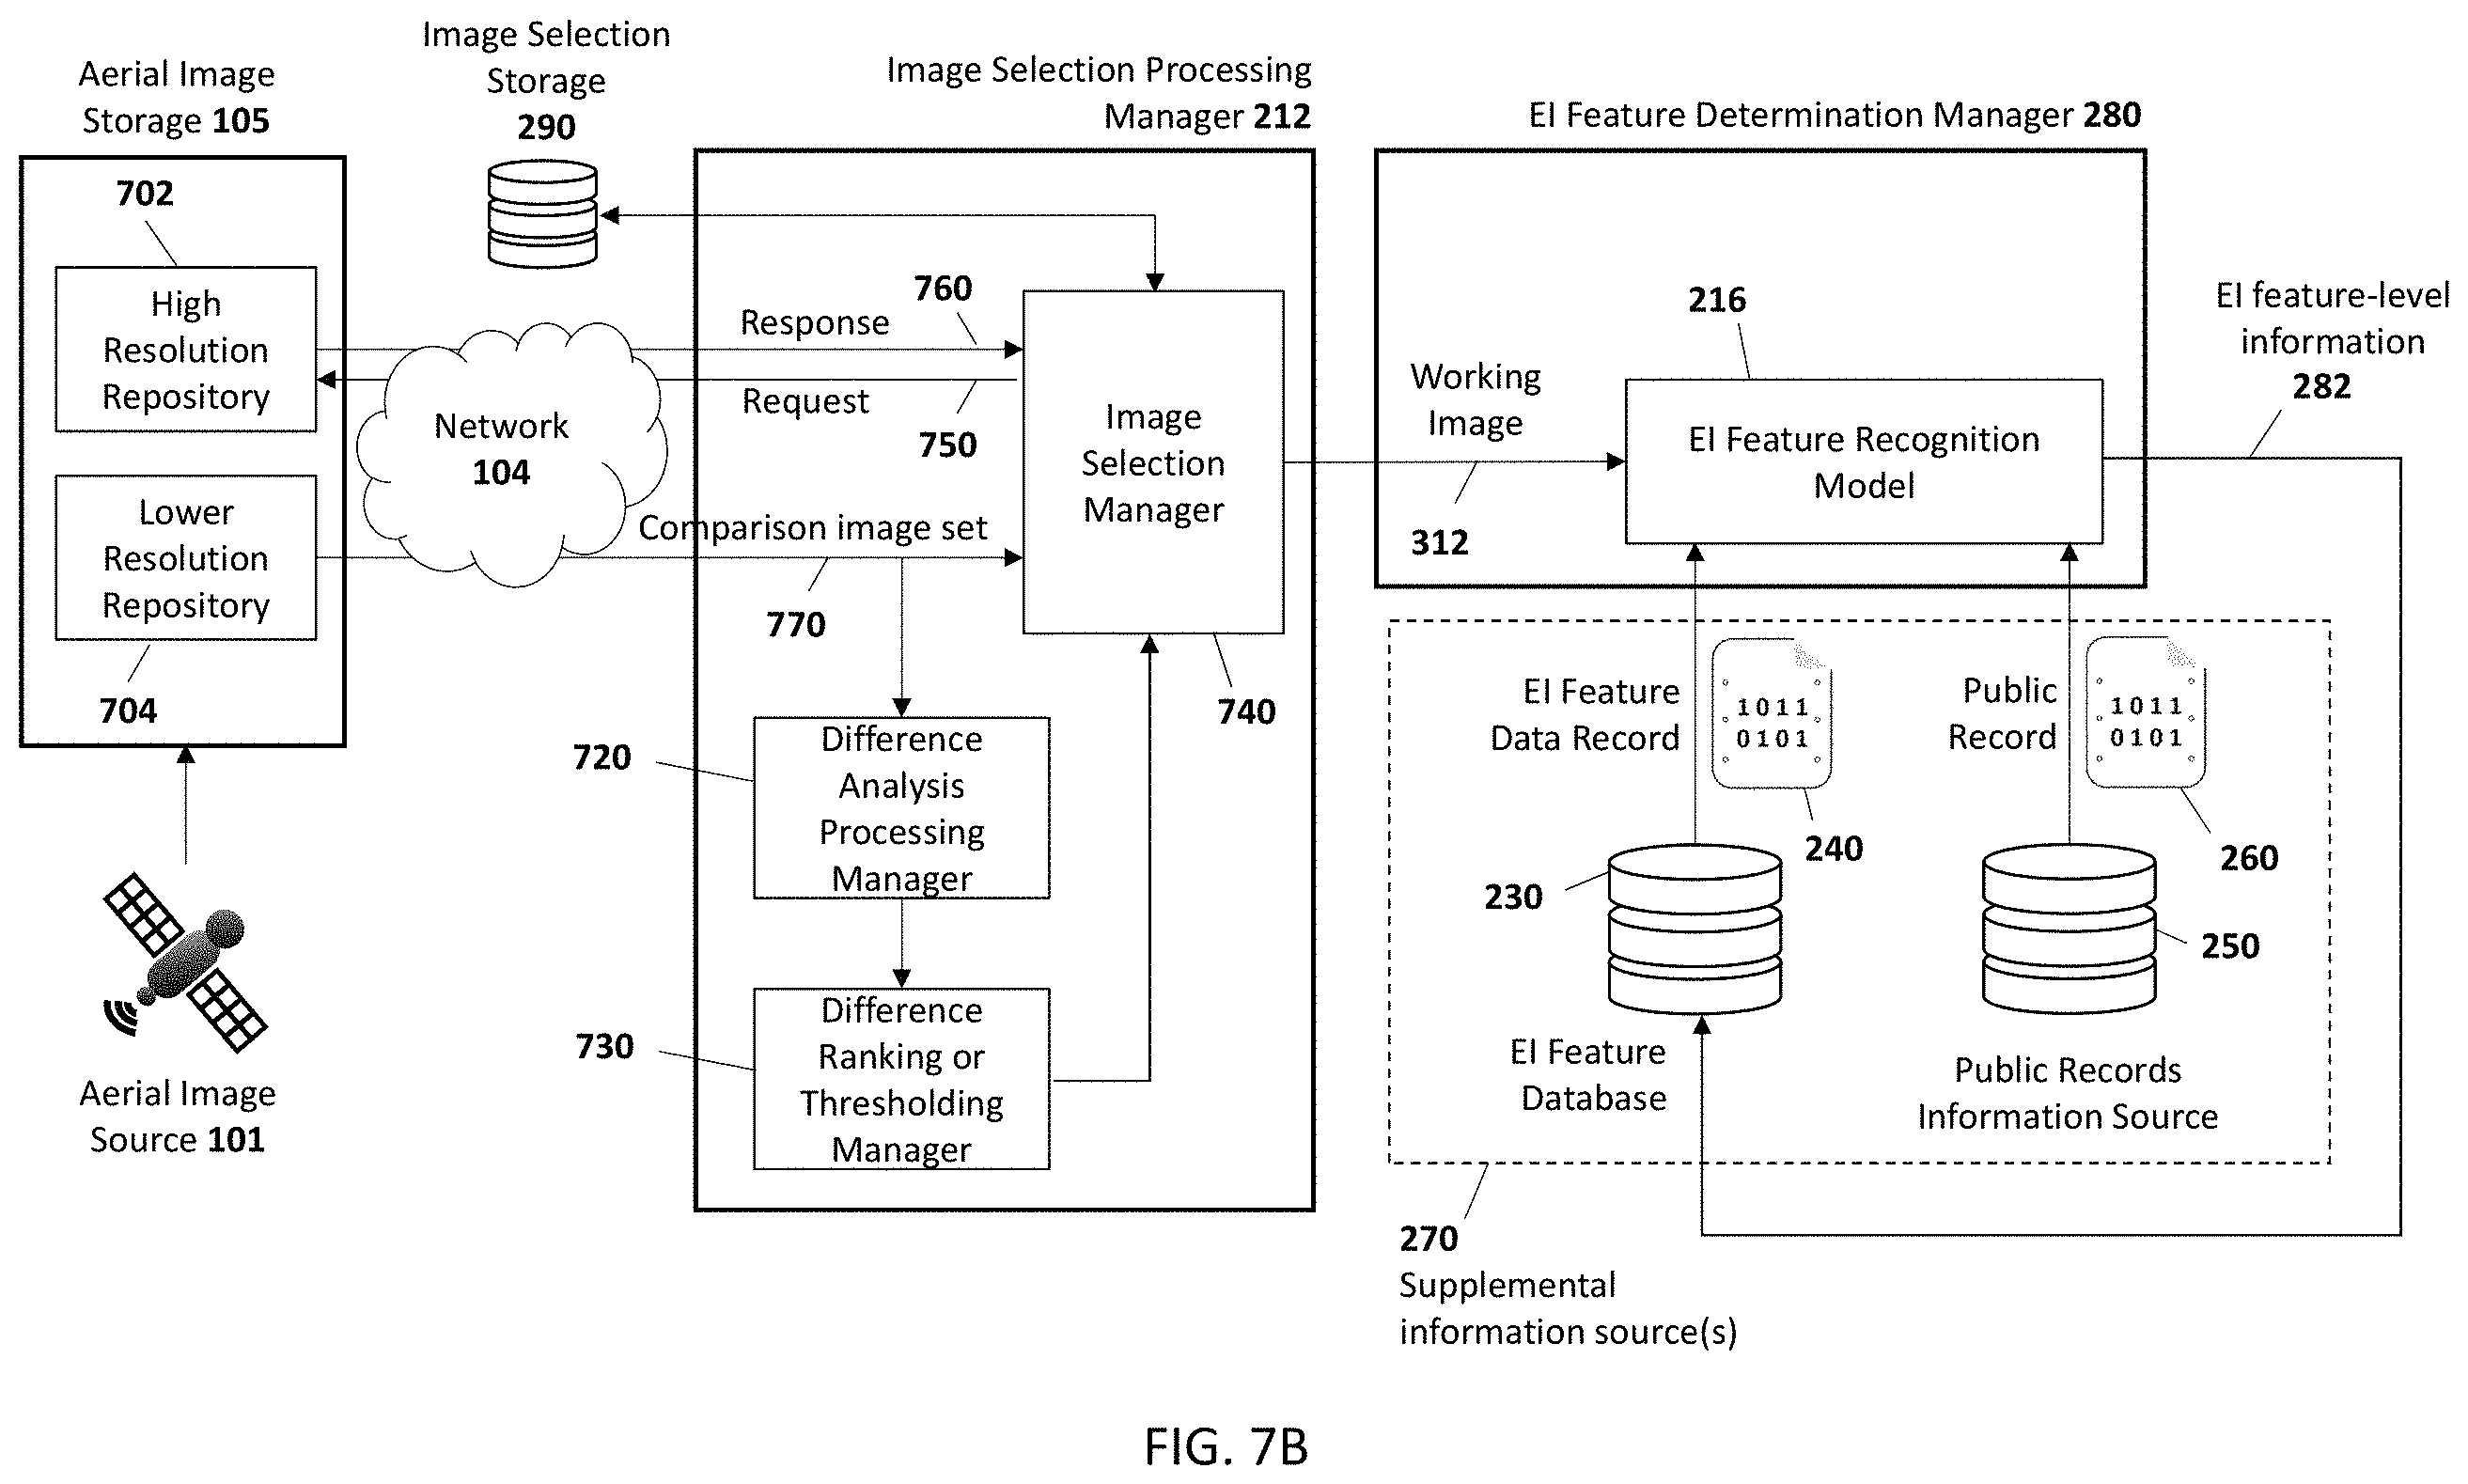 Aerial Image
Storage 105
Image Selection
Storage
290
Image Selection Processing
Manager 212
EI Feature Determination Manager 280
702
High
Resolution
Repository
Lower
Resolution
Repository
704
Aerial Image
Source 101
Network
104
Response
760
Request
750
Comparison image set
770
Image
Selection
Manager
740
720
Difference
Analysis
Processing
Manager
730
Difference
Ranking or
Thresholding
Manager
Working
Image
312
216
EI Feature Recognition
Model
EI feature-level
information
282
EI Feature
Data Record
1011
0101
240
Public
Record
1011
0101
260
230
250
EI Feature
Database
Public Records
Information Source
270
Supplemental
information source(s)
FIG. 7B